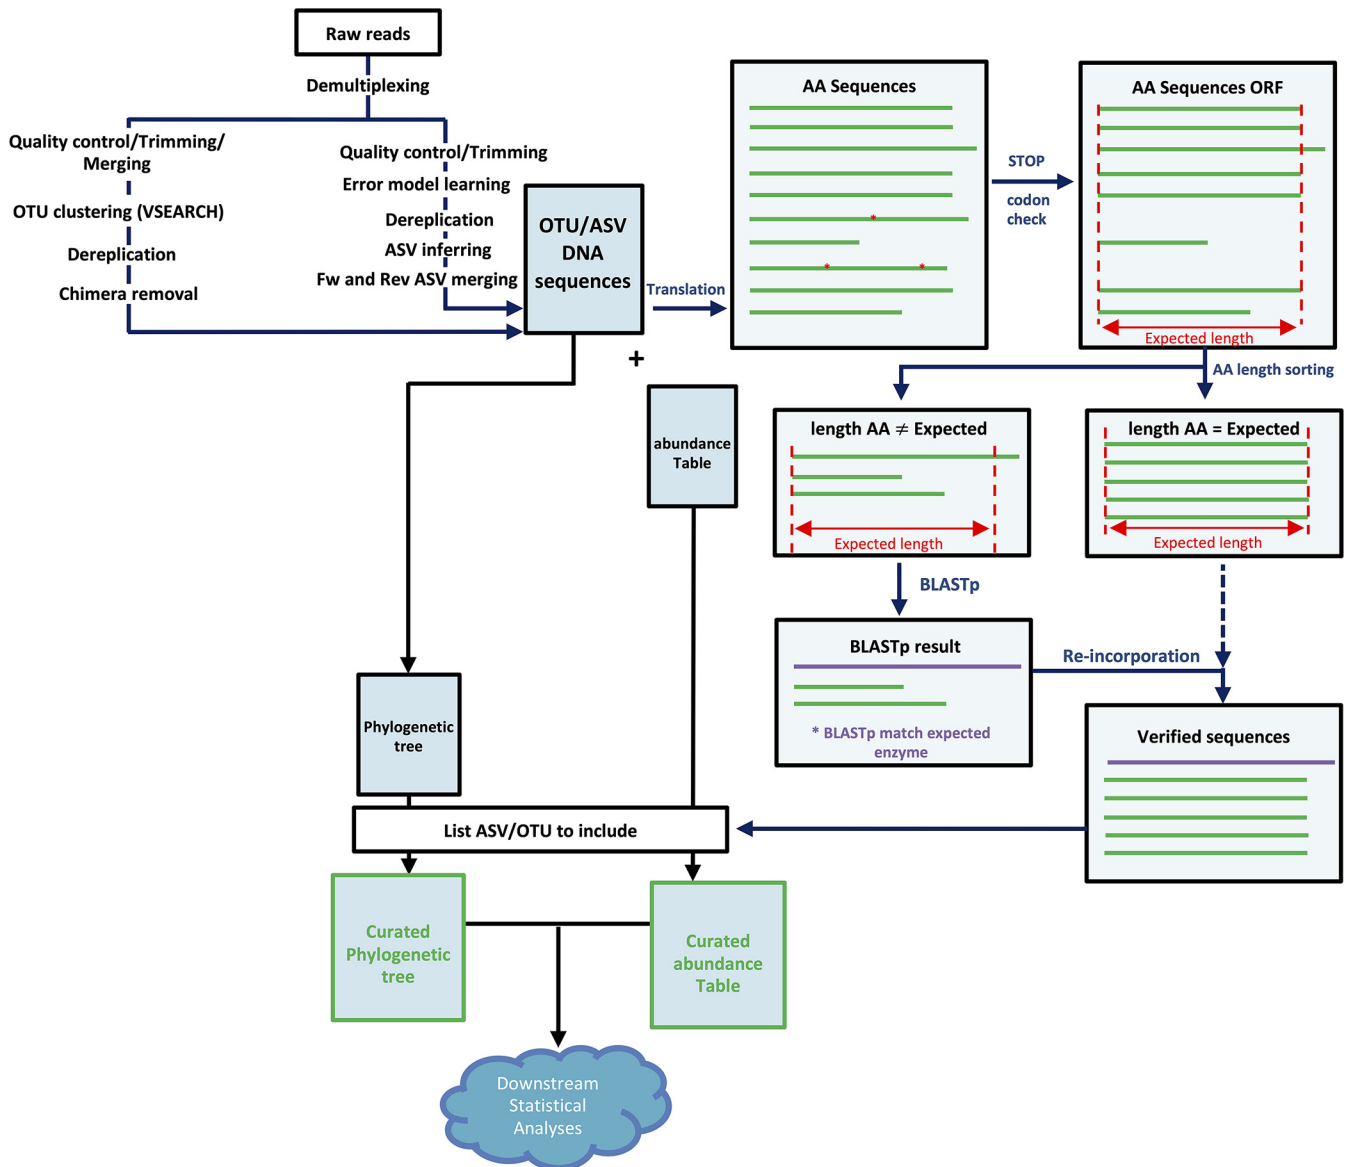 Raw reads
Demultiplexing
Quality control/Trimming/
Merging
OTU clustering (VSEARCH)
Dereplication
Chimera removal
Quality control/Trimming
Error model learning
Dereplication
ASV inferring
Fw and Rev ASV merging
OTU/ASV
DNA
sequences
+
abundance
Table
Translation
AA Sequences
*
*
*
STOP
codon
check
AA Sequences ORF
Expected length
AA length sorting
length AA ≠ Expected
Expected length
length AA = Expected
Expected length
BLASTp
BLASTp result
* BLASTp match expected
enzyme
Re-incorporation
Verified sequences
Phylogenetic
tree
List ASV/OTU to include
Curated
Phylogenetic
tree
Curated
abundance
Table
Downstream
Statistical
Analyses